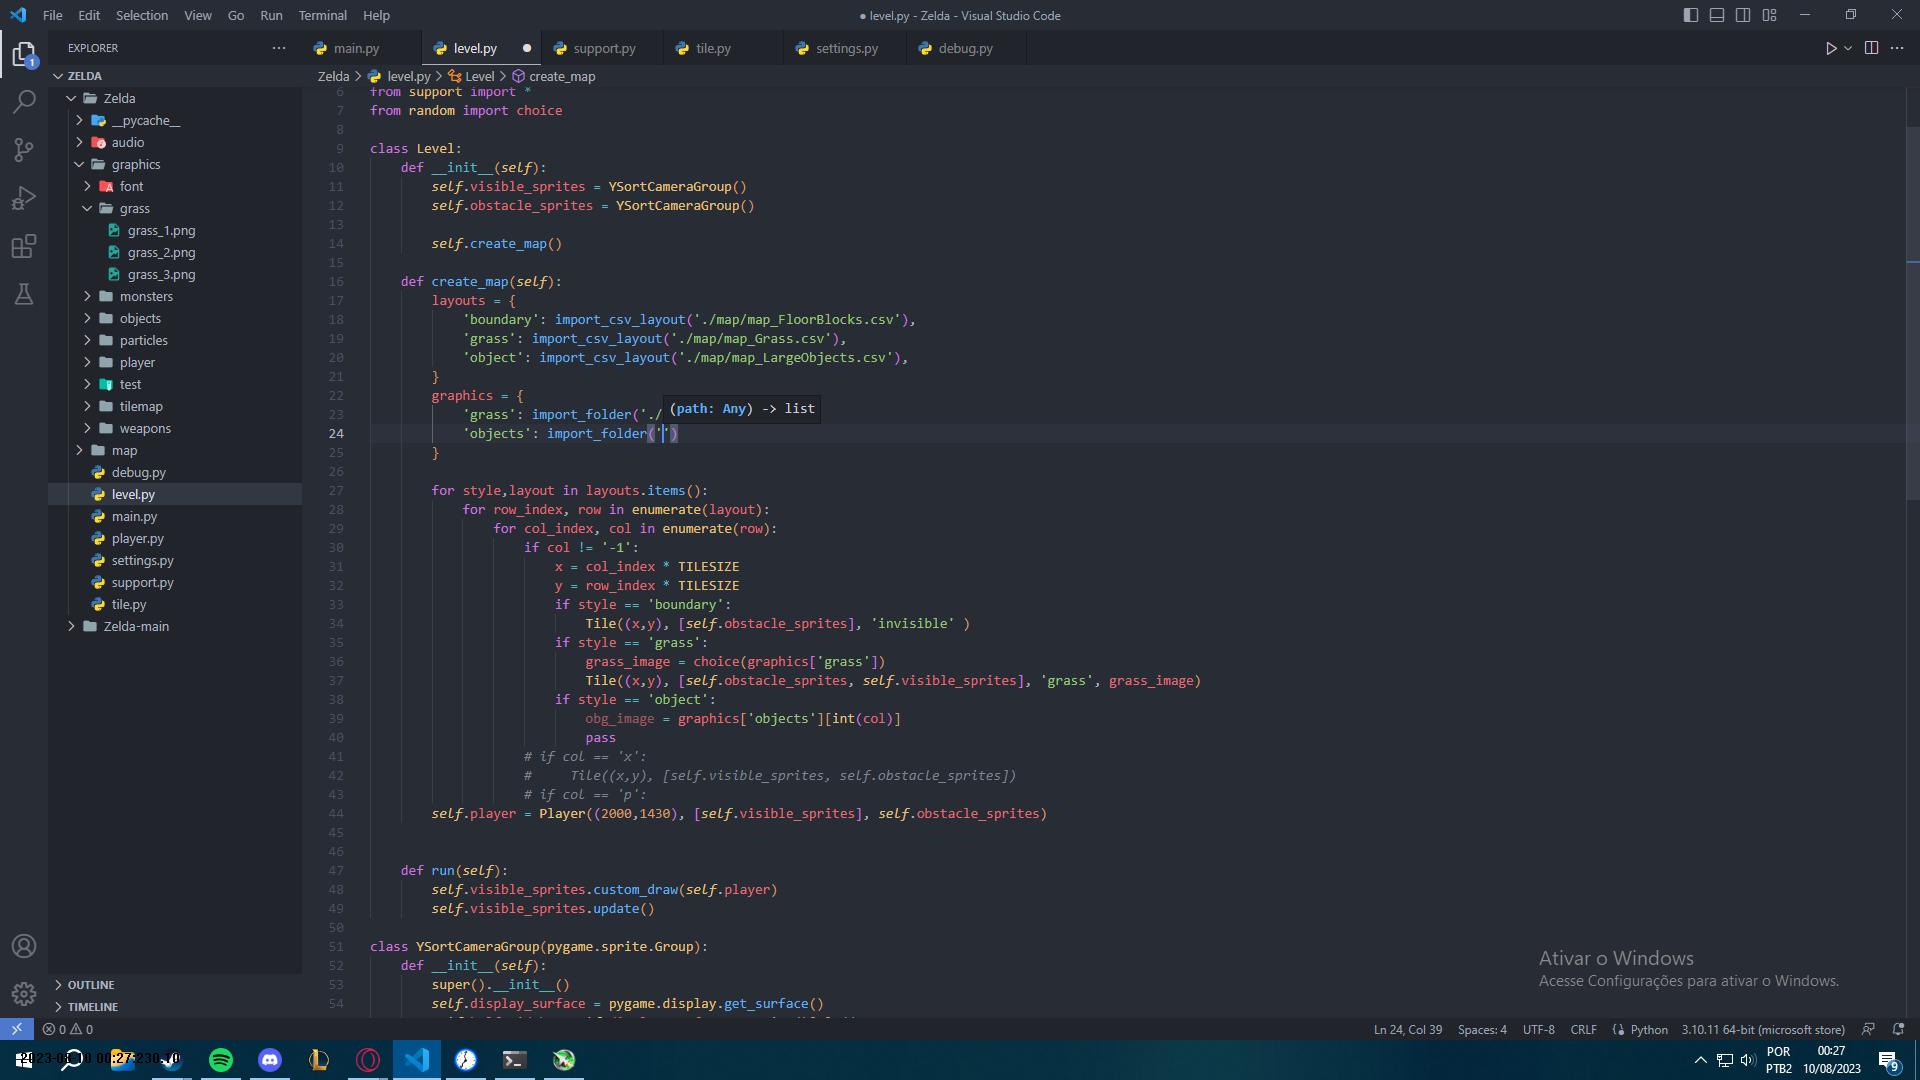 File Edit Selection View Go Run Terminal Help
● level.py - Zelda - Visual Studio Code
EXPLORER
main.py level.py support.py tile.py settings.py debug.py
ZELDA
Zelda > level.py > Level > create_map
Zelda
__pycache__
audio
graphics
font
grass
grass_1.png
grass_2.png
grass_3.png
monsters
objects
particles
player
test
tilemap
weapons
map
debug.py
level.py
main.py
player.py
settings.py
support.py
tile.py
Zelda-main
OUTLINE
TIMELINE
6 from support import *
7 from random import choice
8
9 class Level:
10 def __init__(self):
11 self.visible_sprites = YSortCameraGroup()
12 self.obstacle_sprites = YSortCameraGroup()
13
14 self.create_map()
15
16 def create_map(self):
17 layouts = {
18 'boundary': import_csv_layout('./map/map_FloorBlocks.csv'),
19 'grass': import_csv_layout('./map/map_Grass.csv'),
20 'object': import_csv_layout('./map/map_LargeObjects.csv'),
21 }
22 graphics = {
23 'grass': import_folder('./
(path: Any) -> list
24 'objects': import_folder('')
25 }
26
27 for style,layout in layouts.items():
28 for row_index, row in enumerate(layout):
29 for col_index, col in enumerate(row):
30 if col != '-1':
31 x = col_index * TILESIZE
32 y = row_index * TILESIZE
33 if style == 'boundary':
34 Tile((x,y), [self.obstacle_sprites], 'invisible' )
35 if style == 'grass':
36 grass_image = choice(graphics['grass'])
37 Tile((x,y), [self.obstacle_sprites, self.visible_sprites], 'grass', grass_image)
38 if style == 'object':
39 obg_image = graphics['objects'][int(col)]
40 pass
41 # if col == 'x':
42 # Tile((x,y), [self.visible_sprites, self.obstacle_sprites])
43 # if col == 'p':
44 self.player = Player((2000,1430), [self.visible_sprites], self.obstacle_sprites)
45
46
47 def run(self):
48 self.visible_sprites.custom_draw(self.player)
49 self.visible_sprites.update()
50
51 class YSortCameraGroup(pygame.sprite.Group):
52 def __init__(self):
53 super().__init__()
54 self.display_surface = pygame.display.get_surface()
Ativar o Windows
Acesse Configurações para ativar o Windows.
0 0
Ln 24, Col 39 Spaces: 4 UTF-8 CRLF Python 3.10.11 64-bit (microsoft store)
POR
PTB2
00:27
10/08/2023
9
1